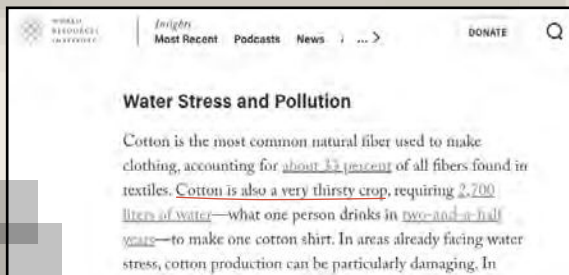 WORLD
RESOURCES
INSTITUTE
Insights
Most Recent Podcasts News ... >
DONATE
Water Stress and Pollution
Cotton is the most common natural fiber used to make
clothing, accounting for about 33 percent of all fibers found in
textiles. Cotton is also a very thirsty crop, requiring 2,700
liters of water—what one person drinks in two-and-a-half
years—to make one cotton shirt. In areas already facing water
stress, cotton production can be particularly damaging. In